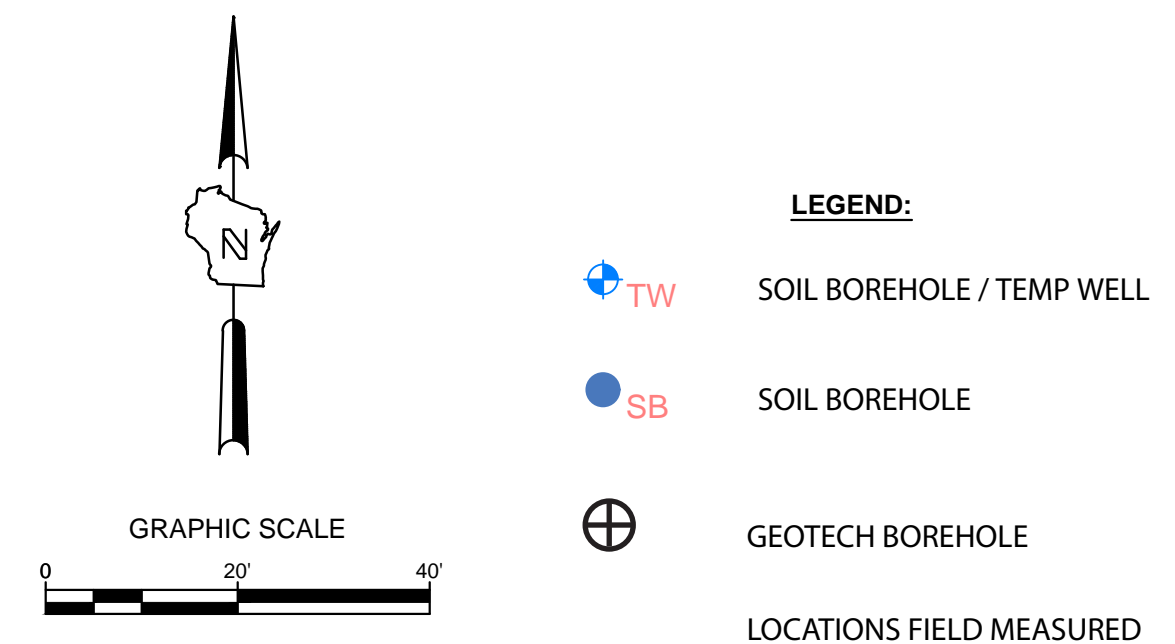 N
GRAPHIC SCALE
0 20' 40'
LEGEND:
TW SOIL BOREHOLE / TEMP WELL
SB SOIL BOREHOLE
GEOTECH BOREHOLE
LOCATIONS FIELD MEASURED